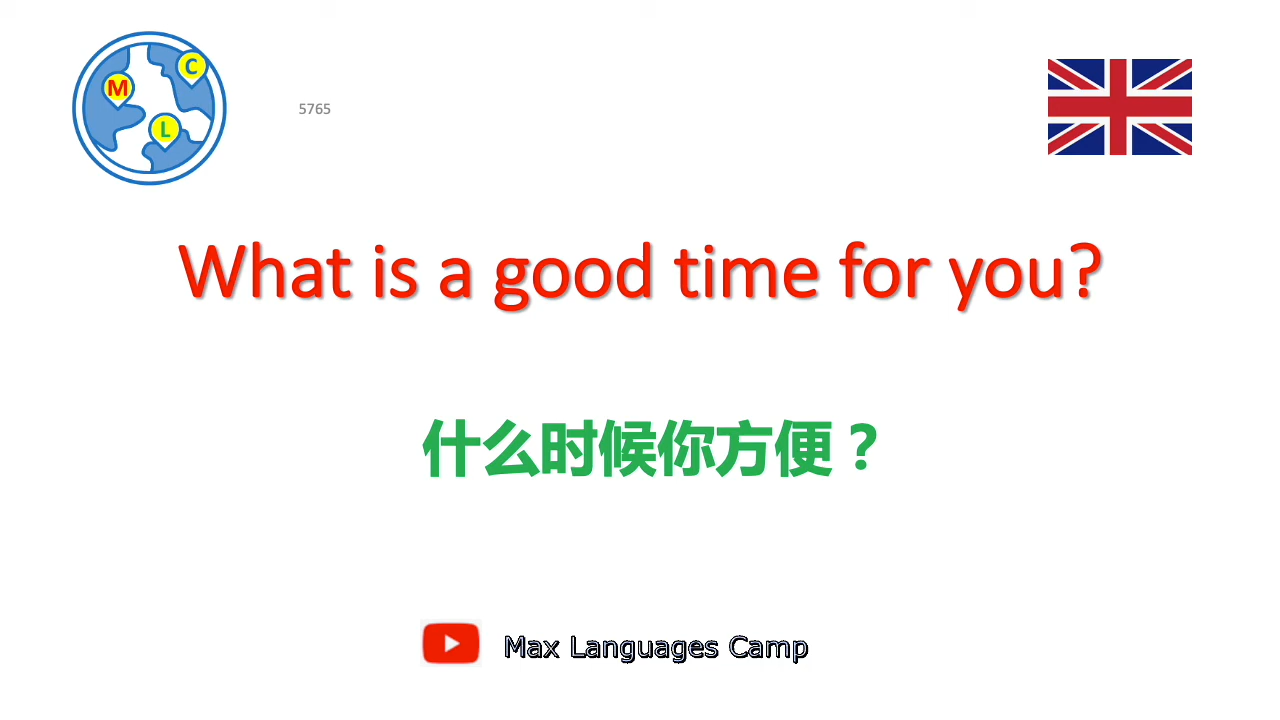 M
C
L
5765
What is a good time for you?
什么时候你方便？
Max Languages Camp